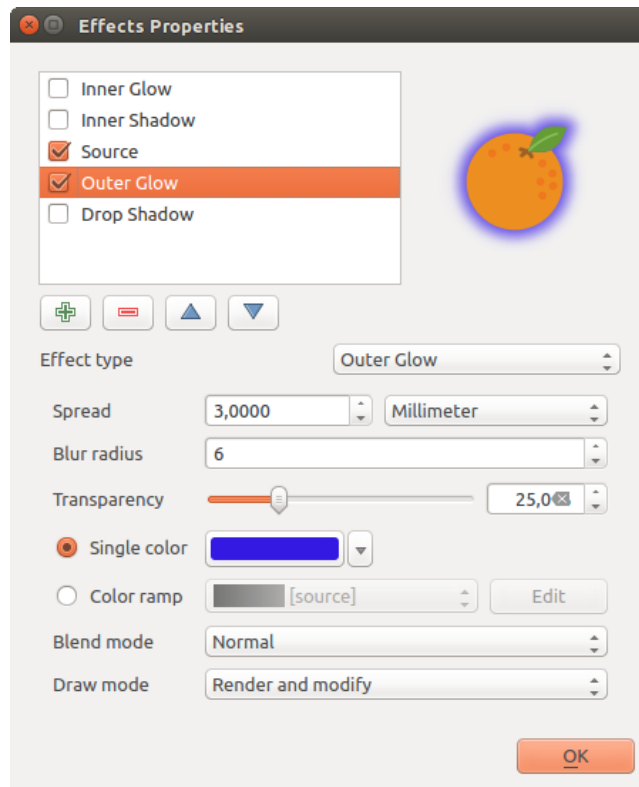 Effects Properties
Inner Glow
Inner Shadow
Source
Outer Glow
Drop Shadow
Effect type Outer Glow
Spread 3,0000 Millimeter
Blur radius 6
Transparency 25,0
Single color
Color ramp [source] Edit
Blend mode Normal
Draw mode Render and modify
OK